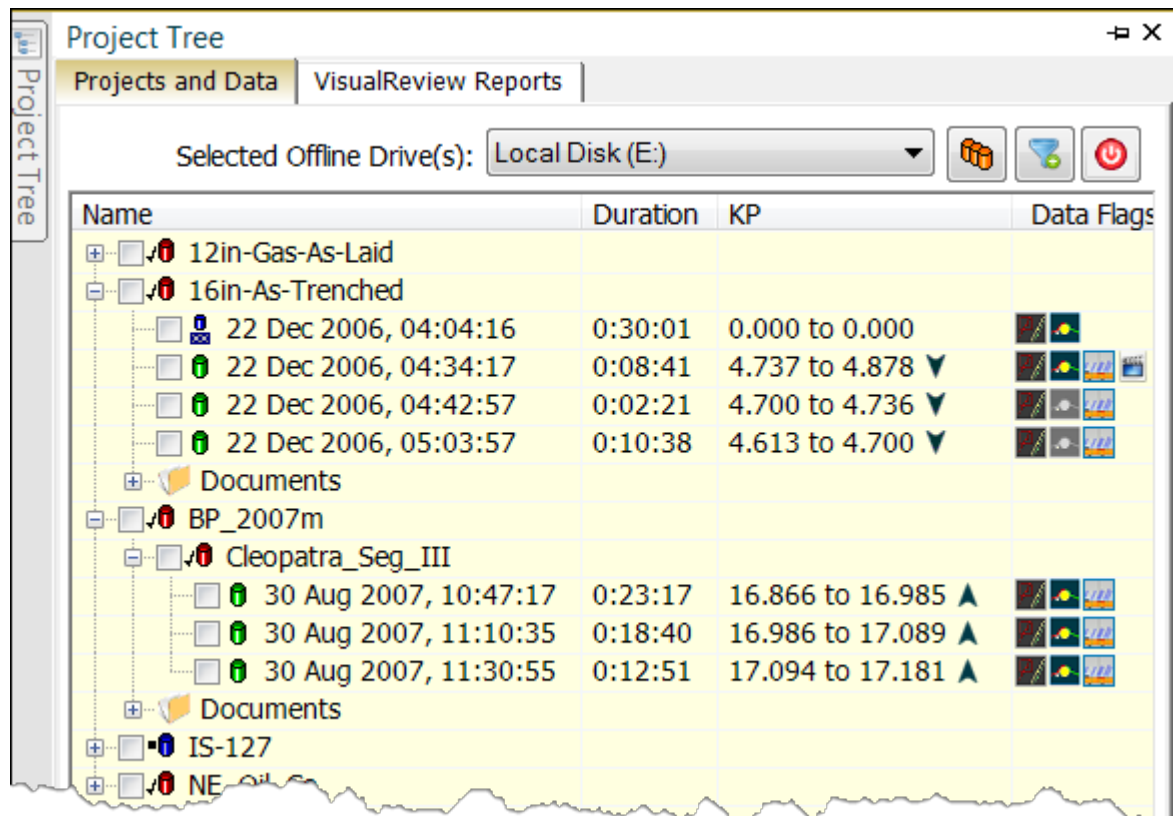 Project Tree
Project Tree
Projects and Data VisualReview Reports
Selected Offline Drive(s): Local Disk (E:)
Name Duration KP Data Flags
12in-Gas-As-Laid
16in-As-Trenched
22 Dec 2006, 04:04:16 0:30:01 0.000 to 0.000
22 Dec 2006, 04:34:17 0:08:41 4.737 to 4.878
22 Dec 2006, 04:42:57 0:02:21 4.700 to 4.736
22 Dec 2006, 05:03:57 0:10:38 4.613 to 4.700
Documents
BP_2007m
Cleopatra_Seg_III
30 Aug 2007, 10:47:17 0:23:17 16.866 to 16.985
30 Aug 2007, 11:10:35 0:18:40 16.986 to 17.089
30 Aug 2007, 11:30:55 0:12:51 17.094 to 17.181
Documents
IS-127
NE_Oil_Co